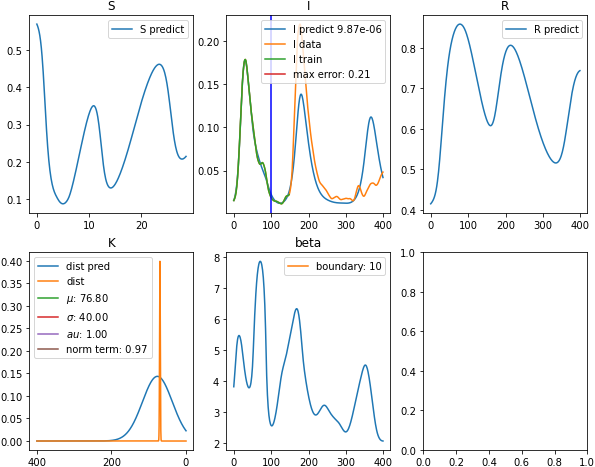 S
I
R
S predict
I predict 9.87e-06
I data
I train
max error: 0.21
R predict
0.5
0.4
0.3
0.2
0.1
0 10 20
0.20
0.15
0.10
0.05
0 100 200 300 400
0.8
0.7
0.6
0.5
0.4
0 100 200 300 400
K
beta
dist pred
dist
μ: 76.80
σ: 40.00
au: 1.00
norm term: 0.97
boundary: 10
0.40
0.35
0.30
0.25
0.20
0.15
0.10
0.05
0.00
400 200 0
8
7
6
5
4
3
2
0 100 200 300 400
1.0
0.8
0.6
0.4
0.2
0.0
0.0 0.2 0.4 0.6 0.8 1.0